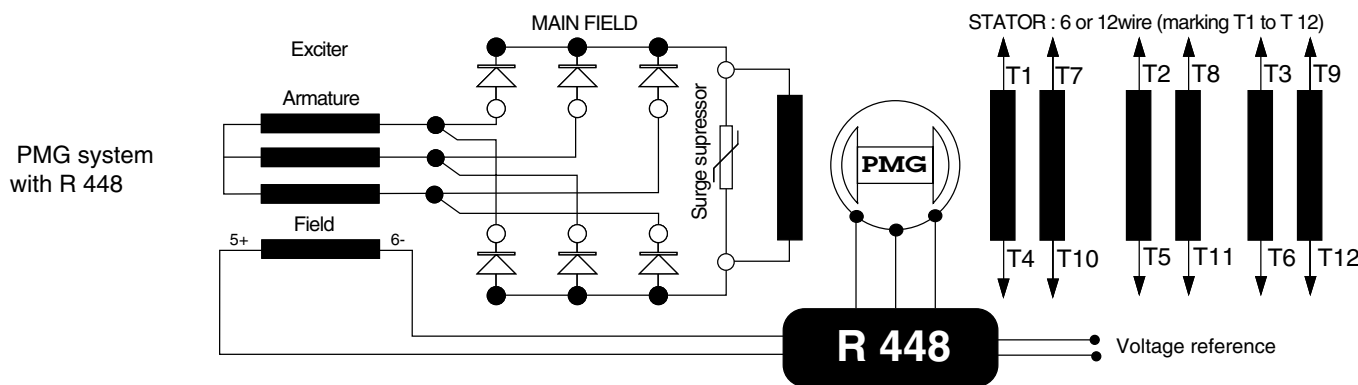 MAIN FIELD
STATOR : 6 or 12wire (marking T1 to T 12)
Exciter
Armature
PMG system
with R 448
Field
5+
6-
Surge supressor
PMG
T1
T7
T2
T8
T3
T9
T4
T10
T5
T11
T6
T12
R 448
Voltage reference